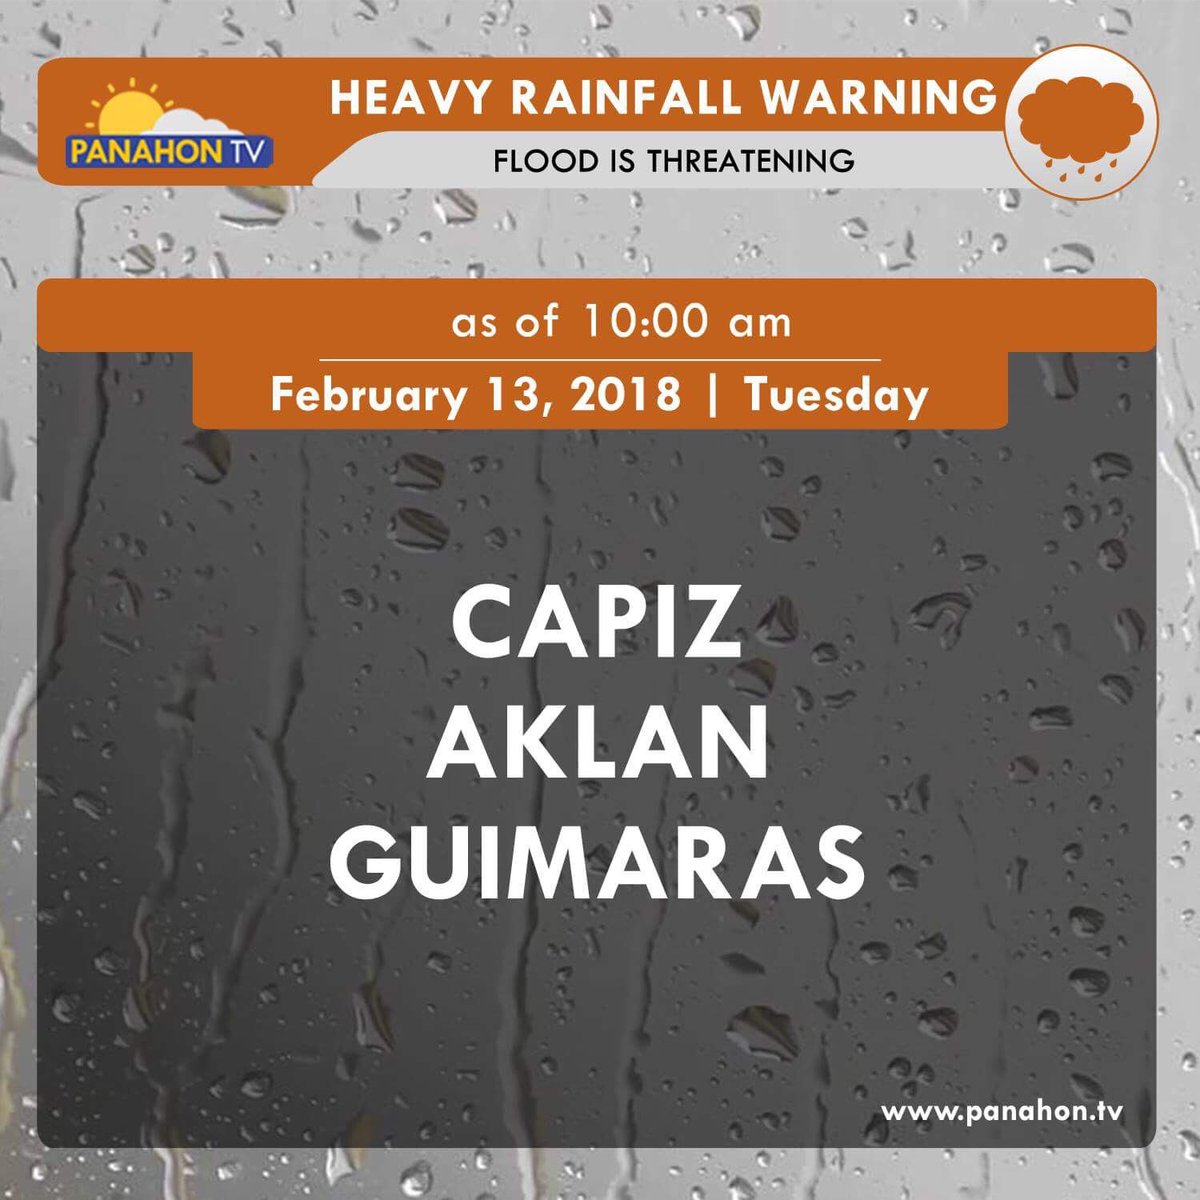 PANAHON TV
HEAVY RAINFALL WARNING
FLOOD IS THREATENING
as of 10:00 am
February 13, 2018 | Tuesday
CAPIZ
AKLAN
GUIMARAS
www.panahon.tv